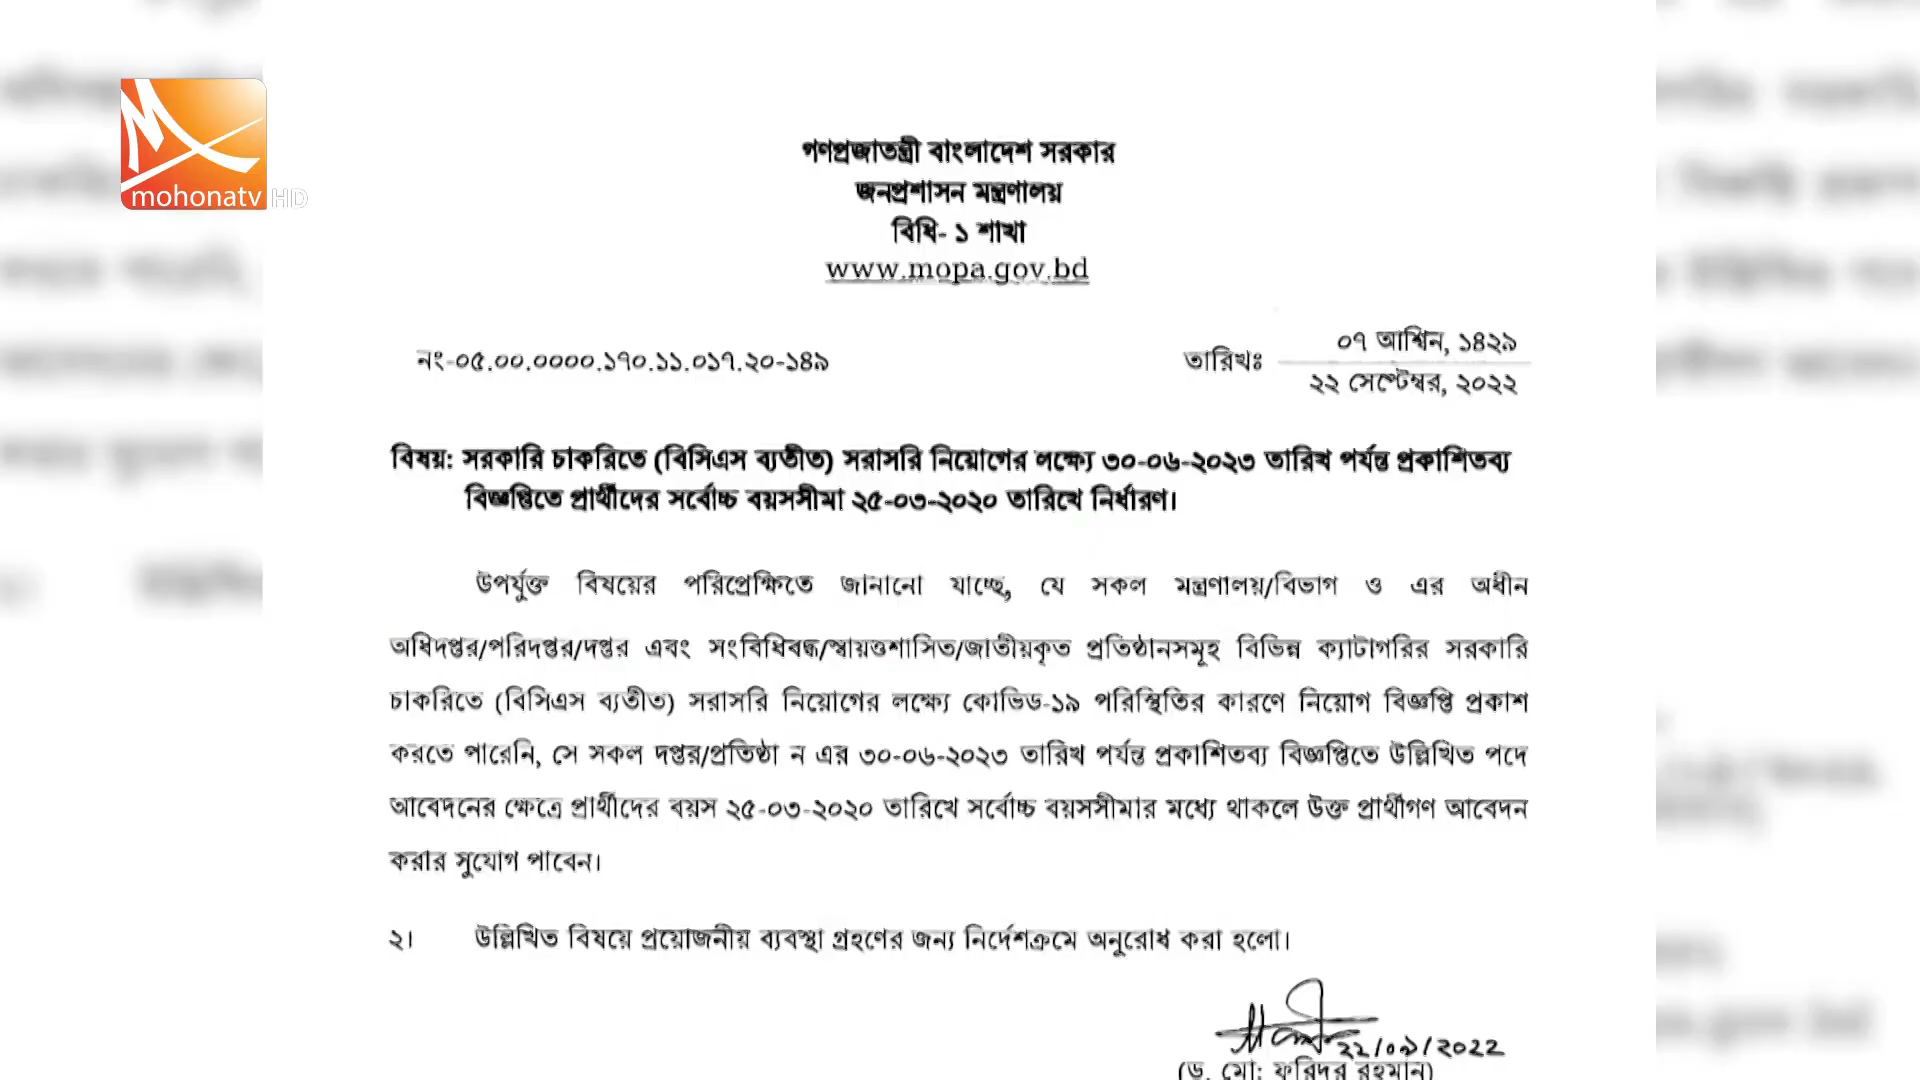 mohonatv HD
গণপ্রজাতন্ত্রী বাংলাদেশ সরকার
জনপ্রশাসন মন্ত্রণালয়
বিধি- ১ শাখা
www.mopa.gov.bd
নং-০৫.০০.০০০০.১৭০.১১.০১৭.২০-১৪৯
তারিখঃ
০৭ আশ্বিন, ১৪২৯
২২ সেপ্টেম্বর, ২০২২
বিষয়: সরকারি চাকরিতে (বিসিএস ব্যতীত) সরাসরি নিয়োগের লক্ষ্যে ৩০-০৬-২০২৩ তারিখ পর্যন্ত প্রকাশিতব্য
বিজ্ঞপ্তিতে প্রার্থীদের সর্বোচ্চ বয়সসীমা ২৫-০৩-২০২০ তারিখে নির্ধারণ।
উপর্যুক্ত বিষয়ের পরিপ্রেক্ষিতে জানানো যাচ্ছে, যে সকল মন্ত্রণালয়/বিভাগ ও এর অধীন
অধিদপ্তর/পরিদপ্তর/দপ্তর এবং সংবিধিবদ্ধ/স্বায়ত্তশাসিত/জাতীয়কৃত প্রতিষ্ঠানসমূহ বিভিন্ন ক্যাটাগরির সরকারি
চাকরিতে (বিসিএস ব্যতীত) সরাসরি নিয়োগের লক্ষ্যে কোভিড-১৯ পরিস্থিতির কারণে নিয়োগ বিজ্ঞপ্তি প্রকাশ
করতে পারেনি, সে সকল দপ্তর/প্রতিষ্ঠা ন এর ৩০-০৬-২০২৩ তারিখ পর্যন্ত প্রকাশিতব্য বিজ্ঞপ্তিতে উল্লিখিত পদে
আবেদনের ক্ষেত্রে প্রার্থীদের বয়স ২৫-০৩-২০২০ তারিখে সর্বোচ্চ বয়সসীমার মধ্যে থাকলে উক্ত প্রার্থীগণ আবেদন
করার সুযোগ পাবেন।
২। উল্লিখিত বিষয়ে প্রয়োজনীয় ব্যবস্থা গ্রহণের জন্য নির্দেশক্রমে অনুরোধ করা হলো।
২২/০৯/২০২২
(ড. মো: ফরিদুর রহমান)